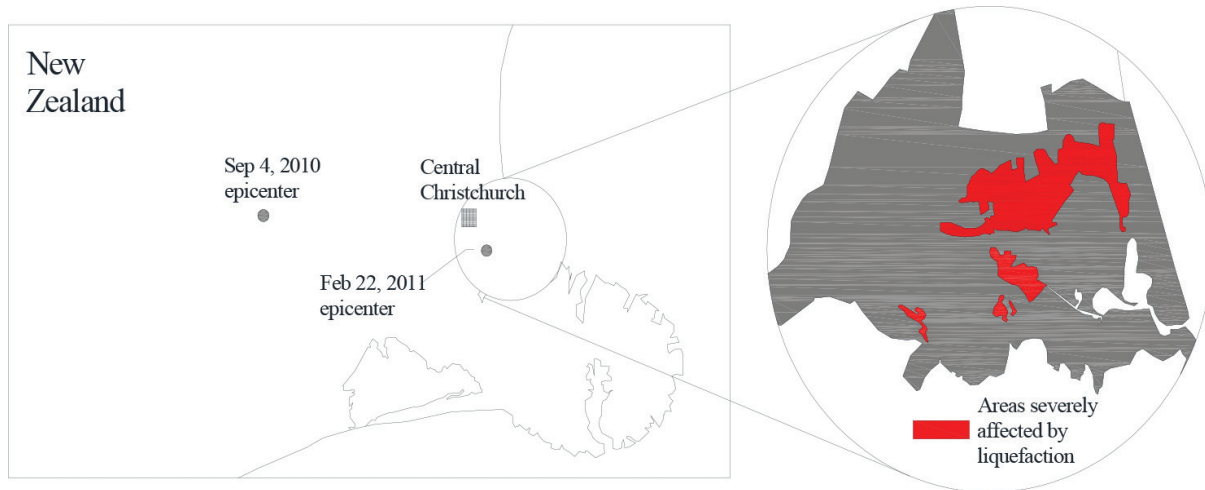 New
Zealand
Sep 4, 2010
epicenter
Central
Christchurch
Feb 22, 2011
epicenter
Areas severely
affected by
liquefaction